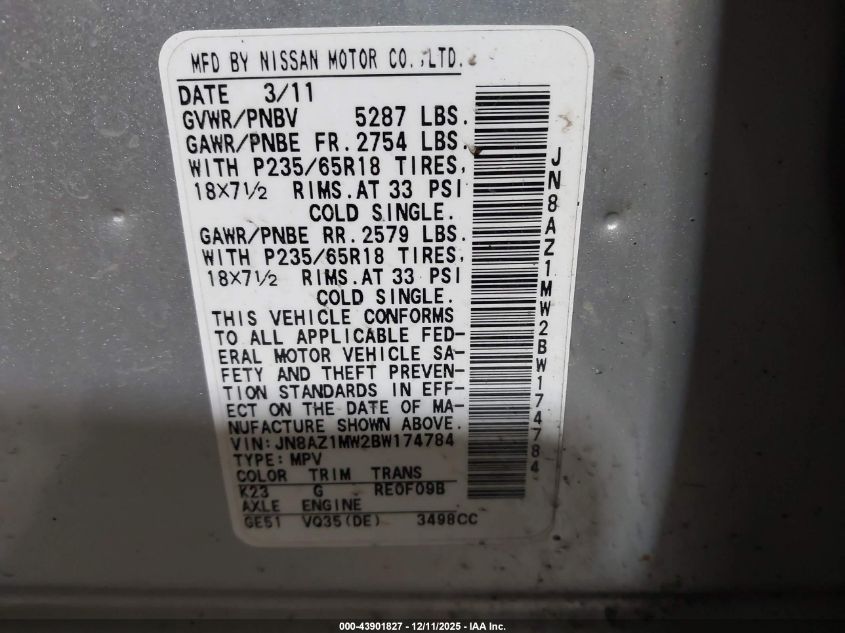 MFD BY NISSAN MOTOR CO.,LTD.
DATE 3/11
GVWR/PNBV 5287 LBS.
GAWR/PNBE FR. 2754 LBS.
WITH P235/65R18 TIRES,
18×7½ RIMS.AT 33 PSI
COLD SINGLE.
GAWR/PNBE RR. 2579 LBS.
WITH P235/65R18 TIRES,
18×7½ RIMS.AT 33 PSI
COLD SINGLE.
THIS VEHICLE CONFORMS
TO ALL APPLICABLE FED-
ERAL MOTOR VEHICLE SA-
FETY AND THEFT PREVEN-
TION STANDARDS IN EFF-
ECT ON THE DATE OF MA-
NUFACTURE SHOWN ABOVE.
VIN:JN8AZ1MW2BW174784
TYPE:MPV
COLOR TRIM TRANS
K23 G RE0F09B
AXLE ENGINE
GE51 VQ35(DE) 3498CC
JN8AZ1MW2BW174784
000-43901827 - 12/11/2025 - IAA Inc.